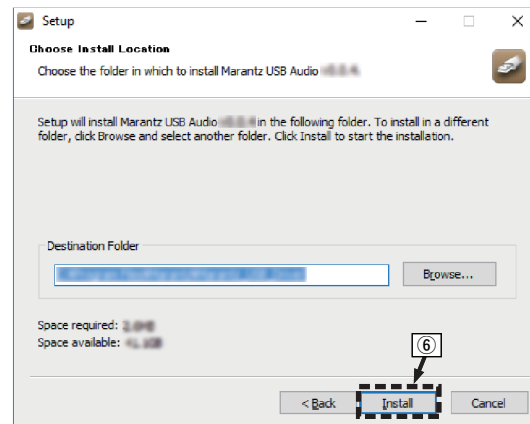 Setup
Choose Install Location
Choose the folder in which to install Marantz USB Audio
Setup will install Marantz USB Audio in the following folder. To install in a different
folder, click Browse and select another folder. Click Install to start the installation.
Destination Folder
Browse...
Space required:
Space available:
⑥
< Back Install Cancel